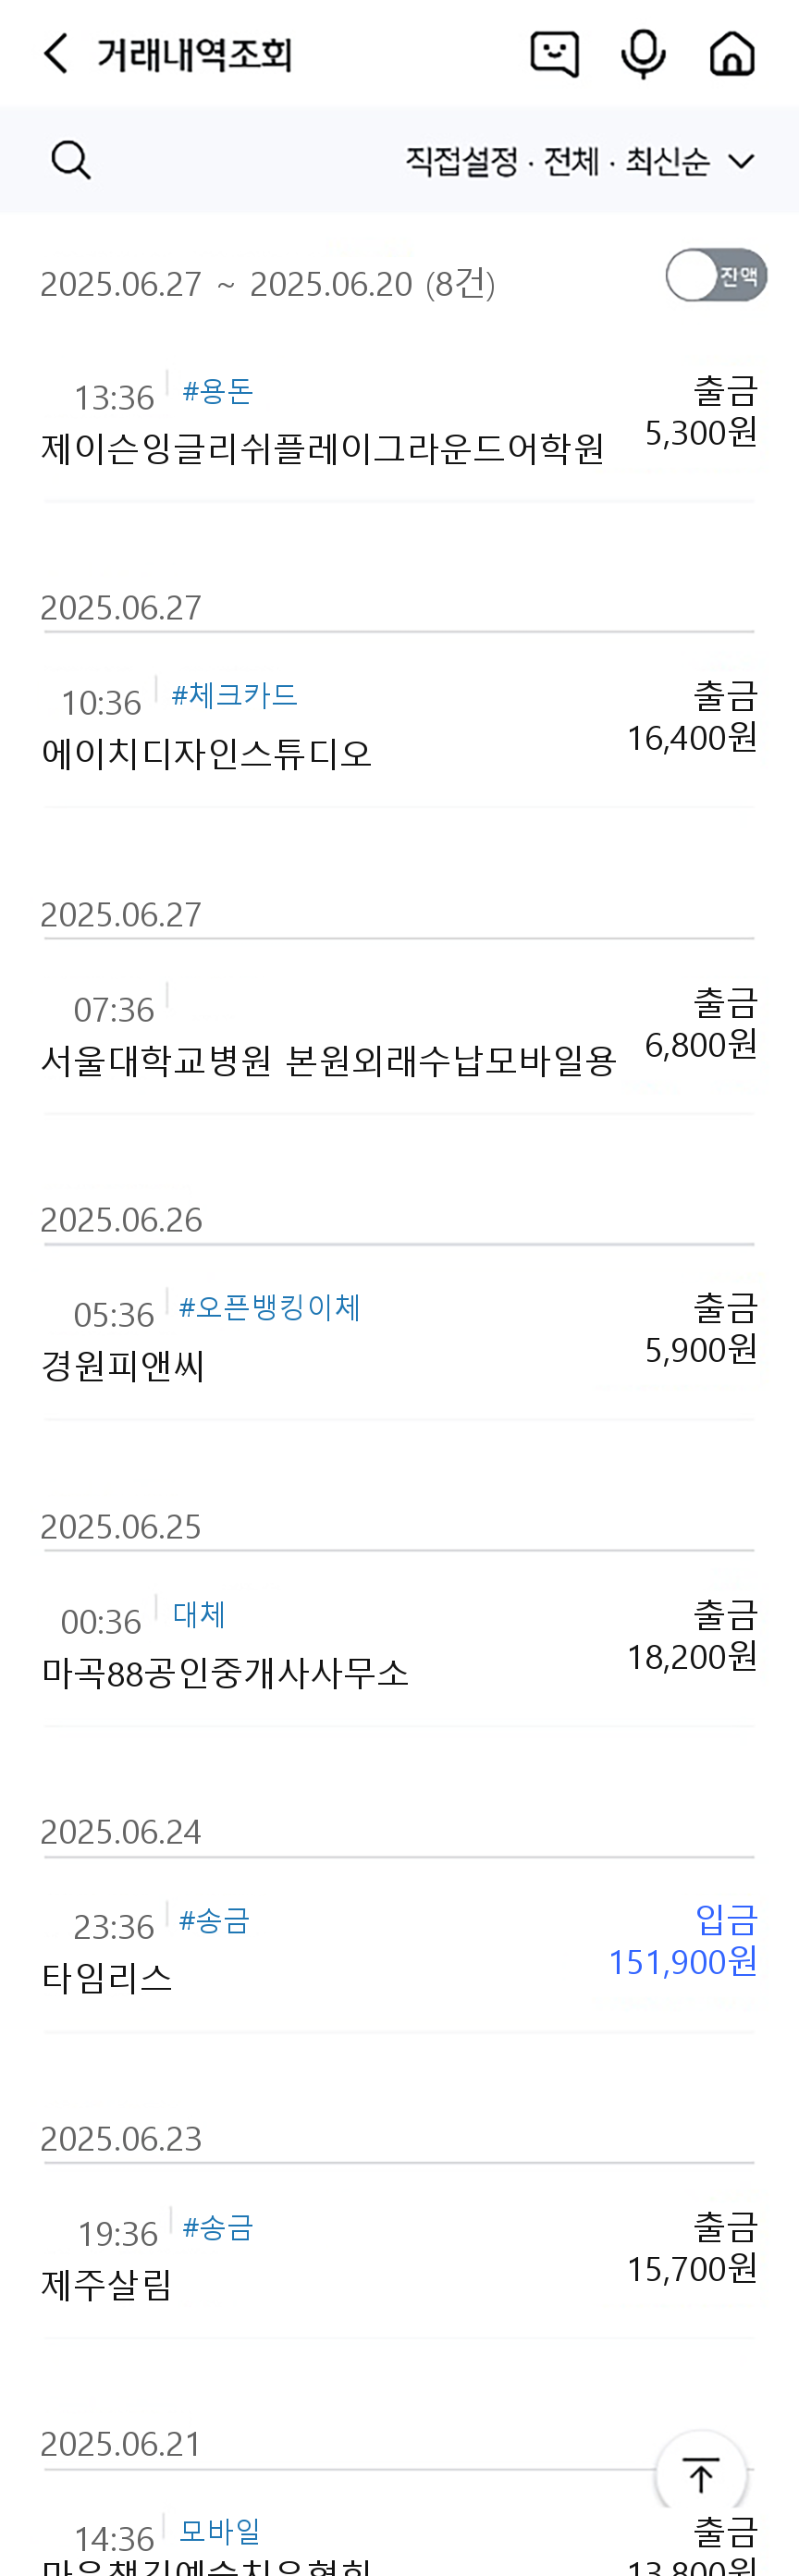 거래내역조회
직접설정 · 전체 · 최신순
2025.06.27 ~ 2025.06.20 (8건)
잔액
13:36 #용돈
출금
제이슨잉글리쉬플레이그라운드어학원
5,300원
2025.06.27
10:36 #체크카드
출금
에이치디자인스튜디오
16,400원
2025.06.27
07:36
출금
서울대학교병원 본원외래수납모바일용
6,800원
2025.06.26
05:36 #오픈뱅킹이체
출금
경원피앤씨
5,900원
2025.06.25
00:36 대체
출금
마곡88공인중개사사무소
18,200원
2025.06.24
23:36 #송금
입금
타임리스
151,900원
2025.06.23
19:36 #송금
출금
제주살림
15,700원
2025.06.21
14:36 모바일
출금
13,800원